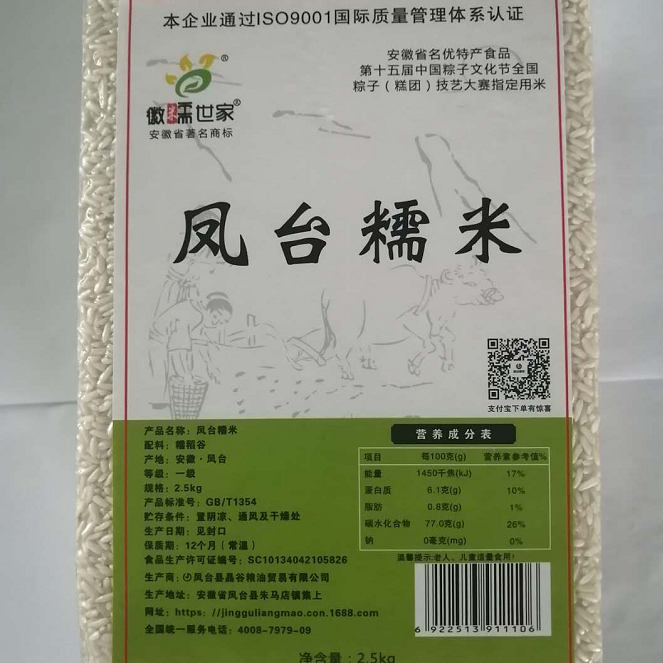 本企业通过ISO9001国际质量管理体系认证
安徽省名优特产食品
第十五届中国粽子文化节全国
粽子（糕团）技艺大赛指定用米
徽糯世家®
安徽省著名商标
凤台糯米
支付宝下单有惊喜
产品名称：凤台糯米
配料：糯稻谷
产地：安徽·凤台
等级：一级
规格：2.5kg
产品标准号：GB/T1354
贮存条件：置阴凉、通风及干燥处
生产日期：见封口
保质期：12个月（常温）
食品生产许可证编号：SC10134042105826
生产商：凤台县晶谷粮油贸易有限公司
生产地址：安徽省凤台县朱马店镇集上
网址：https：//jingguliangmao.con.1688.com
全国统一服务电话：4008-7979-09
营养成分表
项目 每100克(g) 营养素参考值%
能量 1450千焦(kJ) 17%
蛋白质 6.1克(g) 10%
脂肪 0.8克(g) 1%
碳水化合物 77.0克(g) 26%
钠 0毫克(mg) 0%
温馨提示:老人、儿童适量食用!
6 922513 911106
净含量：2.5kg